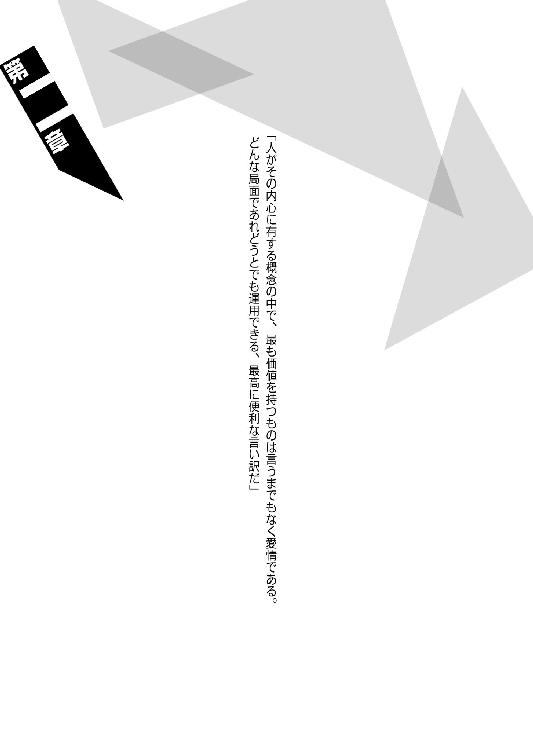 第二章
「人がその内心に有する概念の中で、最も価値を持つものは言うまでもなく愛情である。
どんな局面であれどうとでも運用できる、最高に便利な言い訳だ」